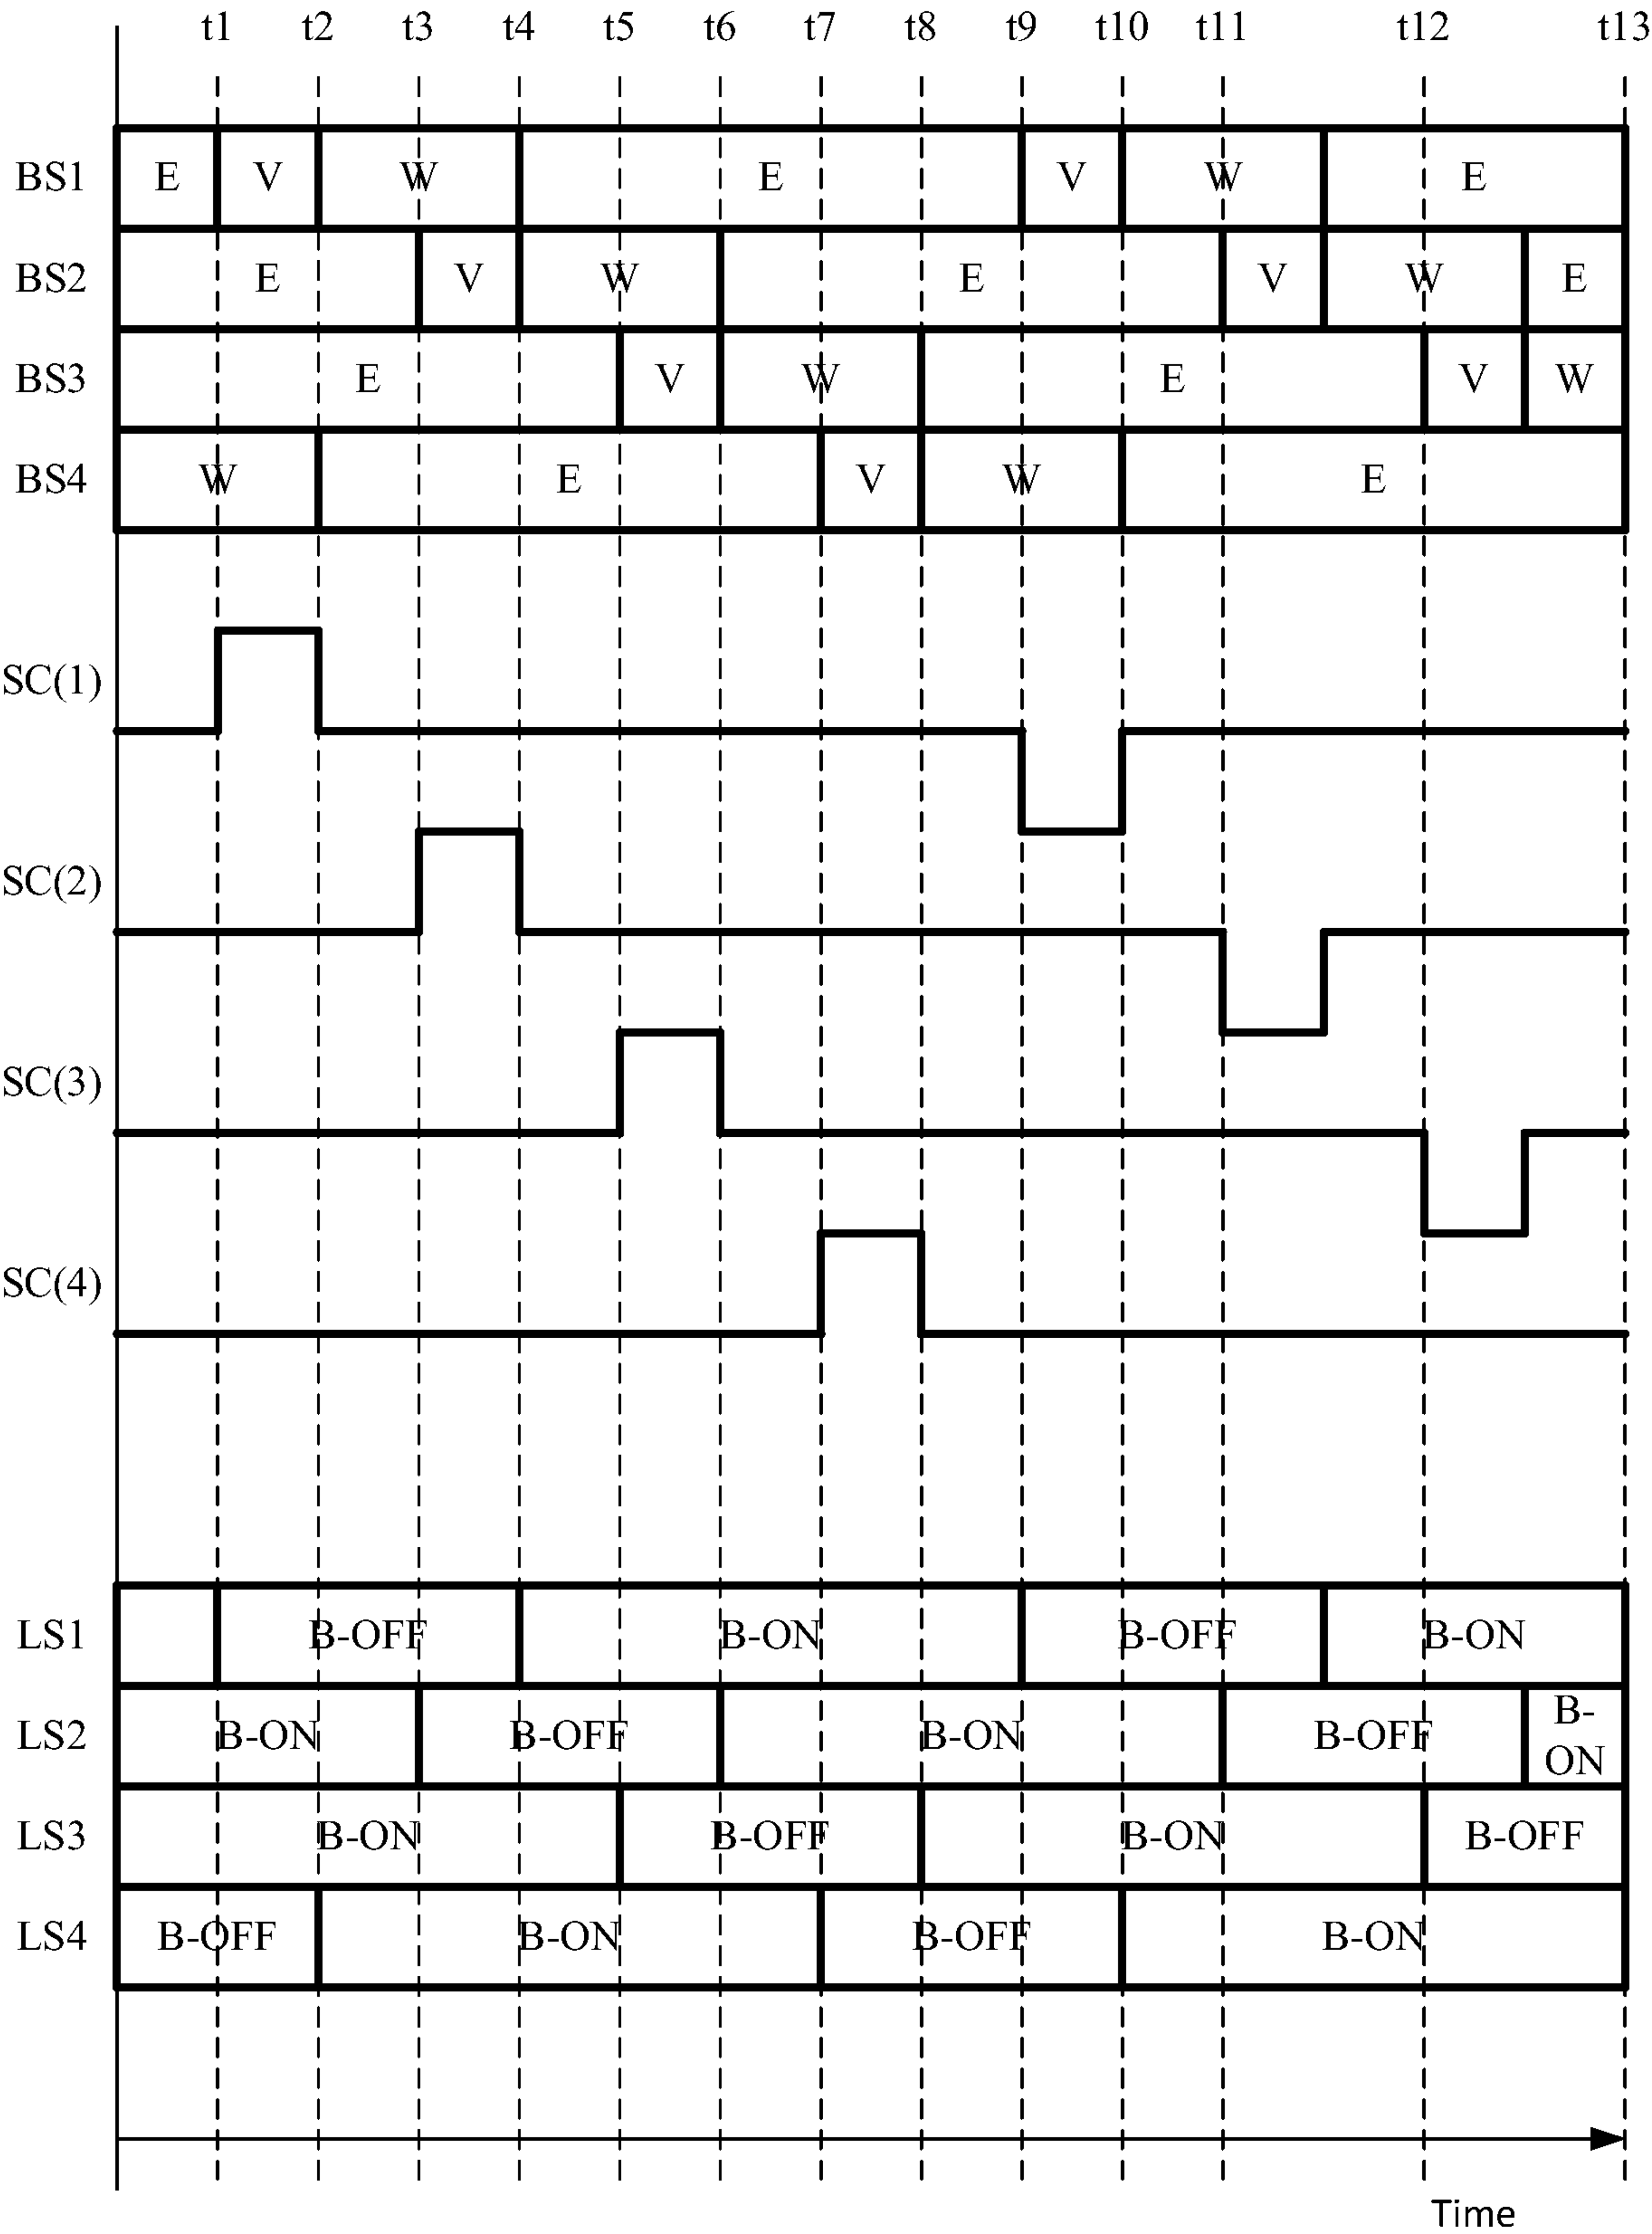 t1 t2 t3 t4 t5 t6 t7 t8 t9 t10 t11 t12 t13
BS1 E V W E V W E
BS2 E V W E V W E
BS3 E V W E V W
BS4 W E V W E
SC(1)
SC(2)
SC(3)
SC(4)
LS1 B-OFF B-ON B-OFF B-ON
LS2 B-ON B-OFF B-ON B-OFF B-
ON
LS3 B-ON B-OFF B-ON B-OFF
LS4 B-OFF B-ON B-OFF B-ON
Time